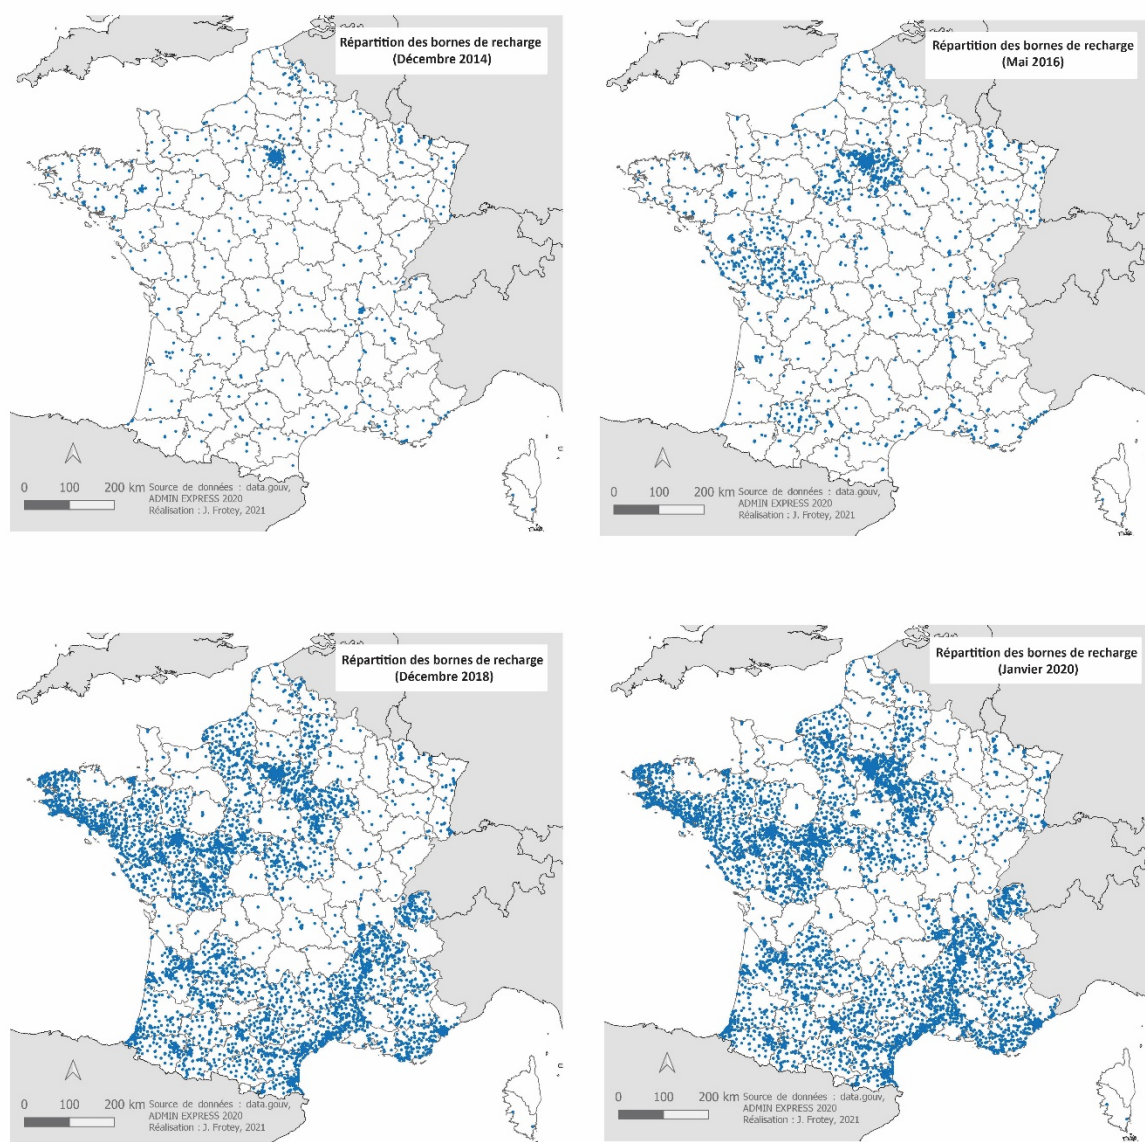 Répartition des bornes de recharge
(Décembre 2014)
0 100 200 km
Source de données : data.gouv,
ADMIN EXPRESS 2020
Réalisation : J. Frotey, 2021
Répartition des bornes de recharge
(Mai 2016)
0 100 200 km
Source de données : data.gouv,
ADMIN EXPRESS 2020
Réalisation : J. Frotey, 2021
Répartition des bornes de recharge
(Décembre 2018)
0 100 200 km
Source de données : data.gouv,
ADMIN EXPRESS 2020
Réalisation : J. Frotey, 2021
Répartition des bornes de recharge
(Janvier 2020)
0 100 200 km
Source de données : data.gouv,
ADMIN EXPRESS 2020
Réalisation : J. Frotey, 2021